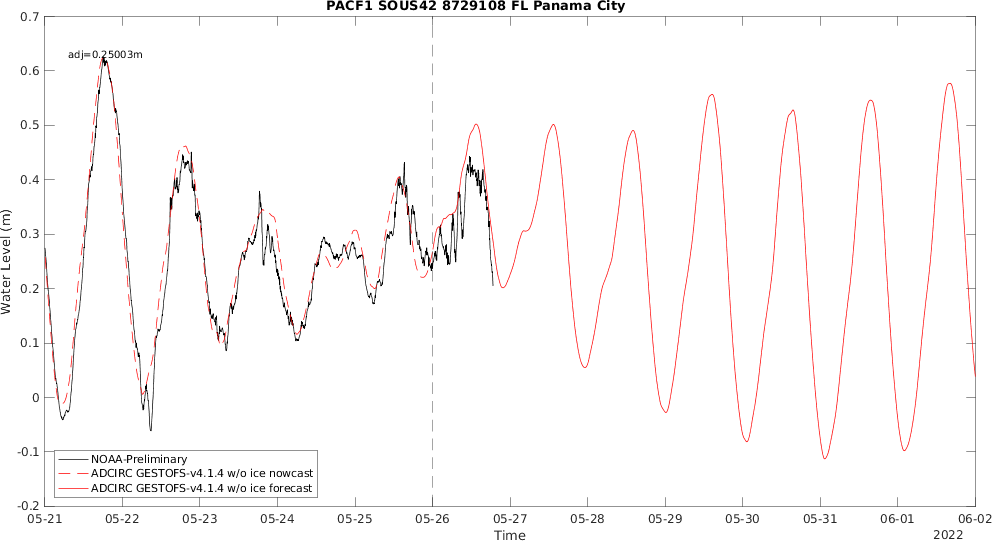 PACF1 SOUS42 8729108 FL Panama City
0.7
adj=0.25003m
0.6
0.5
0.4
0.3
0.2
0.1
0
-0.1
-0.2
Water Level (m)
NOAA-Preliminary
ADCIRC GESTOFS-v4.1.4 w/o ice nowcast
ADCIRC GESTOFS-v4.1.4 w/o ice forecast
05-21 05-22 05-23 05-24 05-25 05-26 05-27 05-28 05-29 05-30 05-31 06-01 06-02
Time
2022